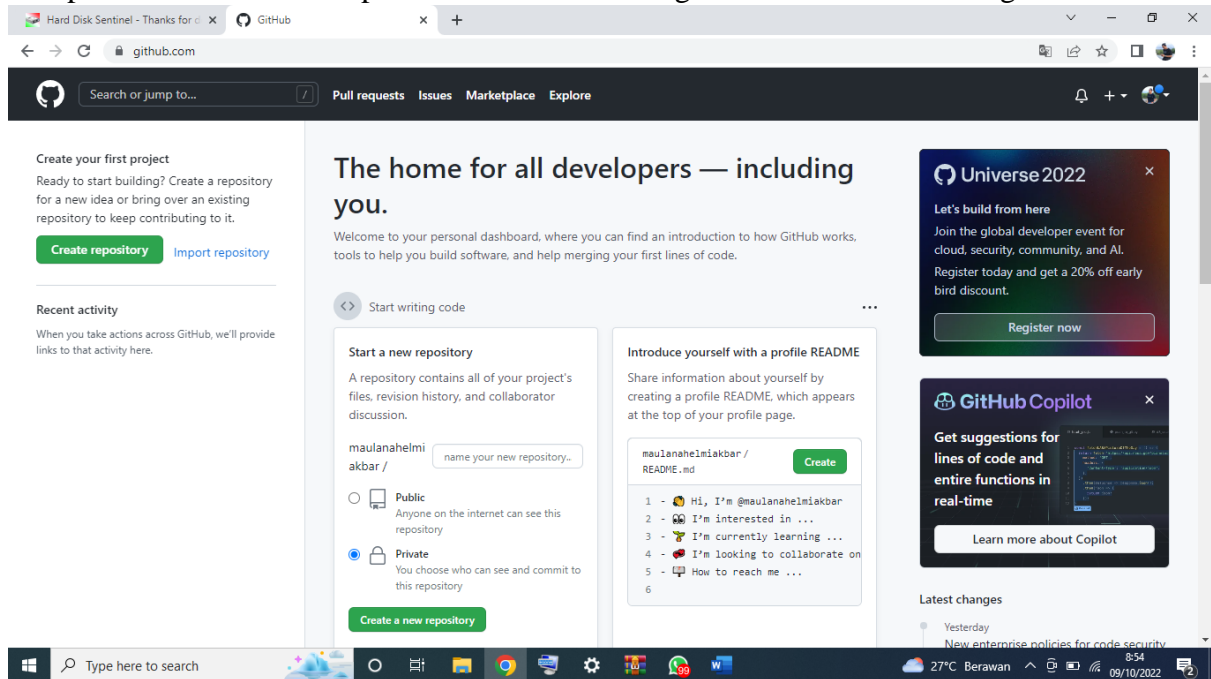 Hard Disk Sentinel - Thanks for d
GitHub
github.com
Search or jump to...
/
Pull requests Issues Marketplace Explore
Create your first project
Ready to start building? Create a repository
for a new idea or bring over an existing
repository to keep contributing to it.
Create repository
Import repository
Recent activity
When you take actions across GitHub, we'll provide
links to that activity here.
The home for all developers — including
you.
Welcome to your personal dashboard, where you can find an introduction to how GitHub works,
tools to help you build software, and help merging your first lines of code.
Start writing code
Start a new repository
A repository contains all of your project's
files, revision history, and collaborator
discussion.
maulanahelmi
akbar /
name your new repository..
Public
Anyone on the internet can see this
repository
Private
You choose who can see and commit to
this repository
Create a new repository
Introduce yourself with a profile README
Share information about yourself by
creating a profile README, which appears
at the top of your profile page.
maulanahelmiakbar /
README.md
Create
1 - 👋 Hi, I'm @maulanahelmiakbar
2 - 👀 I'm interested in ...
3 - 🌱 I'm currently learning ...
4 - 💞️ I'm looking to collaborate on
5 - 📫 How to reach me ...
6
Universe 2022
Let's build from here
Join the global developer event for
cloud, security, community, and AI.
Register today and get a 20% off early
bird discount.
Register now
GitHub Copilot
Get suggestions for
lines of code and
entire functions in
real-time
Learn more about Copilot
Latest changes
Yesterday
New enterprise policies for code security
Type here to search
99
27°C Berawan
8:54
09/10/2022
2